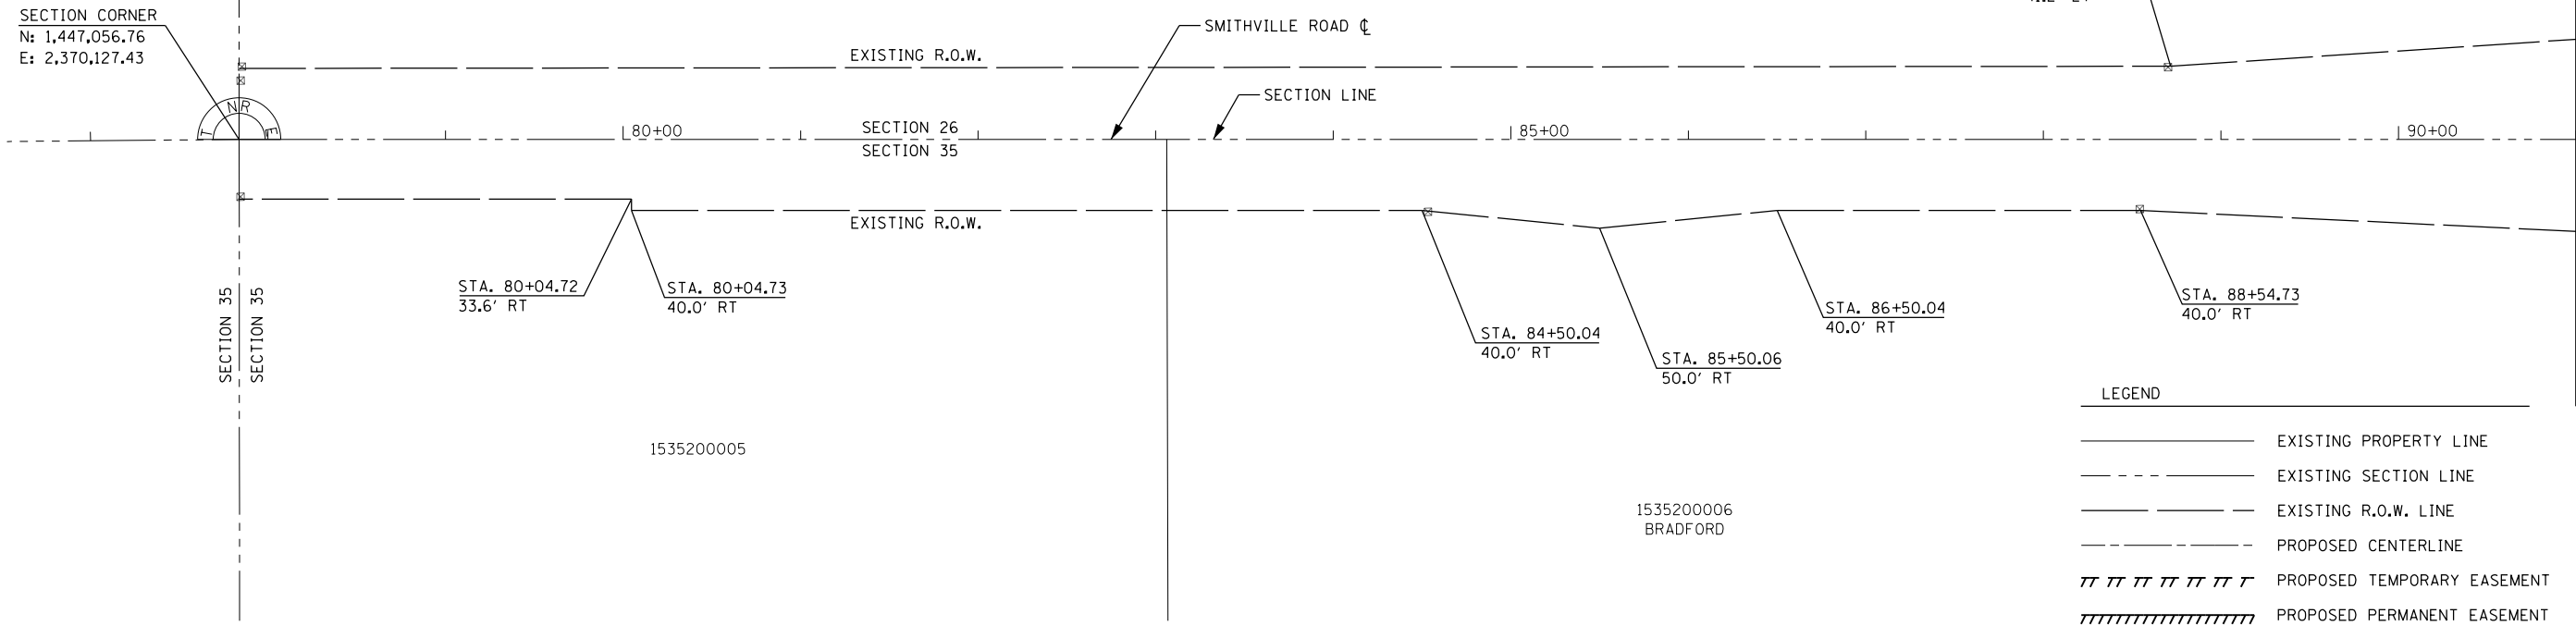 SECTION CORNER
N: 1,447,056.76
E: 2,370,127.43
T NR E
SMITHVILLE ROAD ℄
EXISTING R.O.W.
SECTION LINE
80+00
SECTION 26
SECTION 35
85+00
90+00
EXISTING R.O.W.
STA. 80+04.72
33.6' RT
STA. 80+04.73
40.0' RT
STA. 84+50.04
40.0' RT
STA. 85+50.06
50.0' RT
STA. 86+50.04
40.0' RT
STA. 88+54.73
40.0' RT
SECTION 35
SECTION 35
1535200005
1535200006
BRADFORD
LEGEND
EXISTING PROPERTY LINE
EXISTING SECTION LINE
EXISTING R.O.W. LINE
PROPOSED CENTERLINE
PROPOSED TEMPORARY EASEMENT
PROPOSED PERMANENT EASEMENT